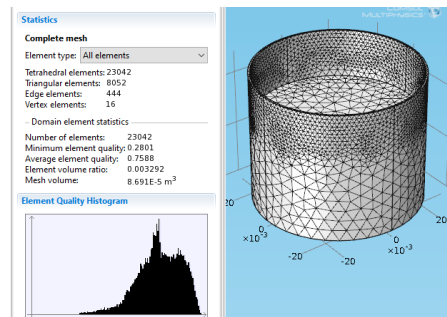 Statistics
Complete mesh
Element type: All elements
Tetrahedral elements: 23042
Triangular elements: 8052
Edge elements: 444
Vertex elements: 16
Domain element statistics
Number of elements: 23042
Minimum element quality: 0.2801
Average element quality: 0.7588
Element volume ratio: 0.003292
Mesh volume: 8.691E-5 m³
Element Quality Histogram
COMSOL
MULTIPHYSICS
20
0
×10⁻³
-20
-20
0
×10⁻³
20